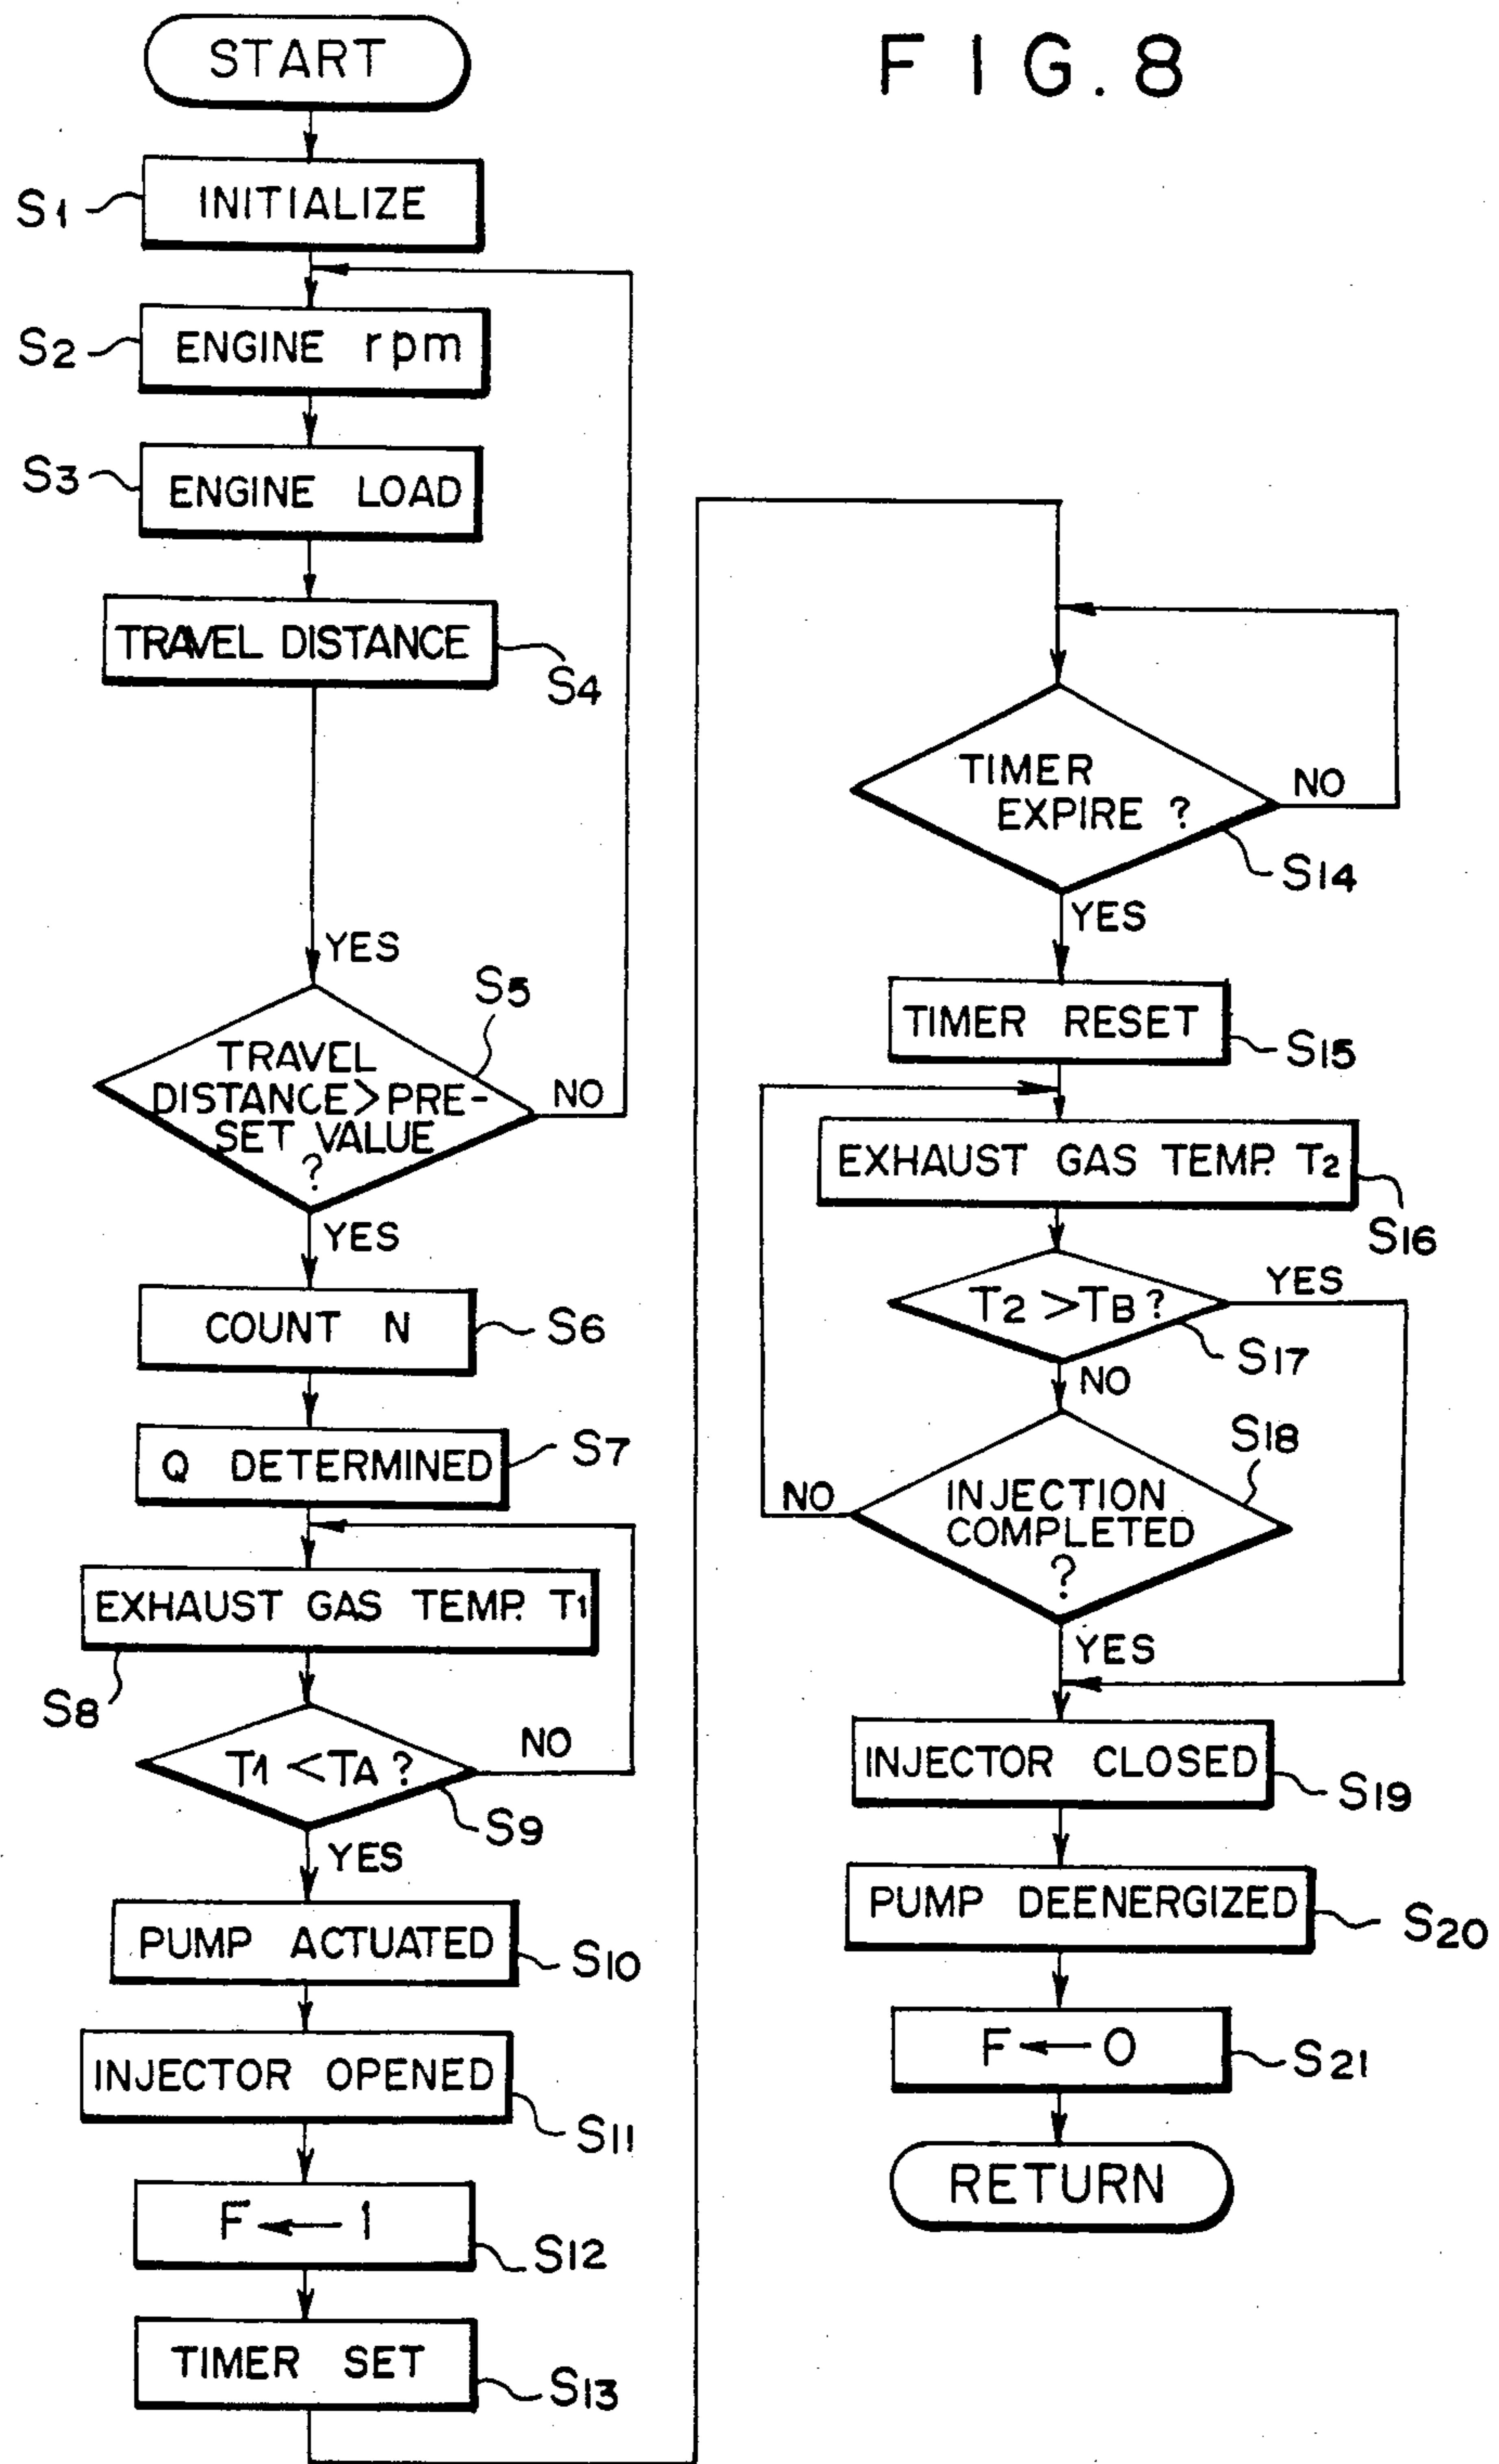 FIG. 8
START
S1
INITIALIZE
S2
ENGINE rpm
S3
ENGINE LOAD
TRAVEL DISTANCE
S4
YES
S5
TRAVEL
DISTANCE>PRE-
SET VALUE
?
NO
YES
COUNT N
S6
Q DETERMINED
S7
EXHAUST GAS TEMP. T1
S8
T1 <TA ?
NO
S9
YES
PUMP ACTUATED
S10
INJECTOR OPENED
S11
F ← 1
S12
TIMER SET
S13
TIMER
EXPIRE ?
NO
S14
YES
TIMER RESET
S15
EXHAUST GAS TEMP. T2
S16
T2 >TB ?
YES
S17
NO
S18
INJECTION
COMPLETED
?
NO
YES
INJECTOR CLOSED
S19
PUMP DEENERGIZED
S20
F ← 0
S21
RETURN